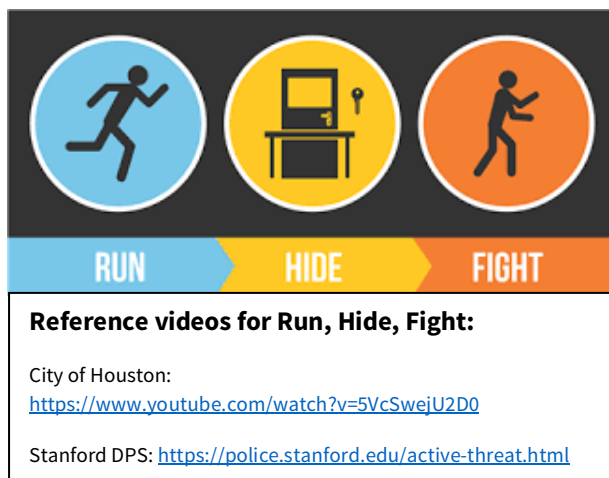 RUN HIDE FIGHT
Reference videos for Run, Hide, Fight:
City of Houston:
https://www.youtube.com/watch?v=5VcSwejU2D0
Stanford DPS: https://police.stanford.edu/active-threat.html